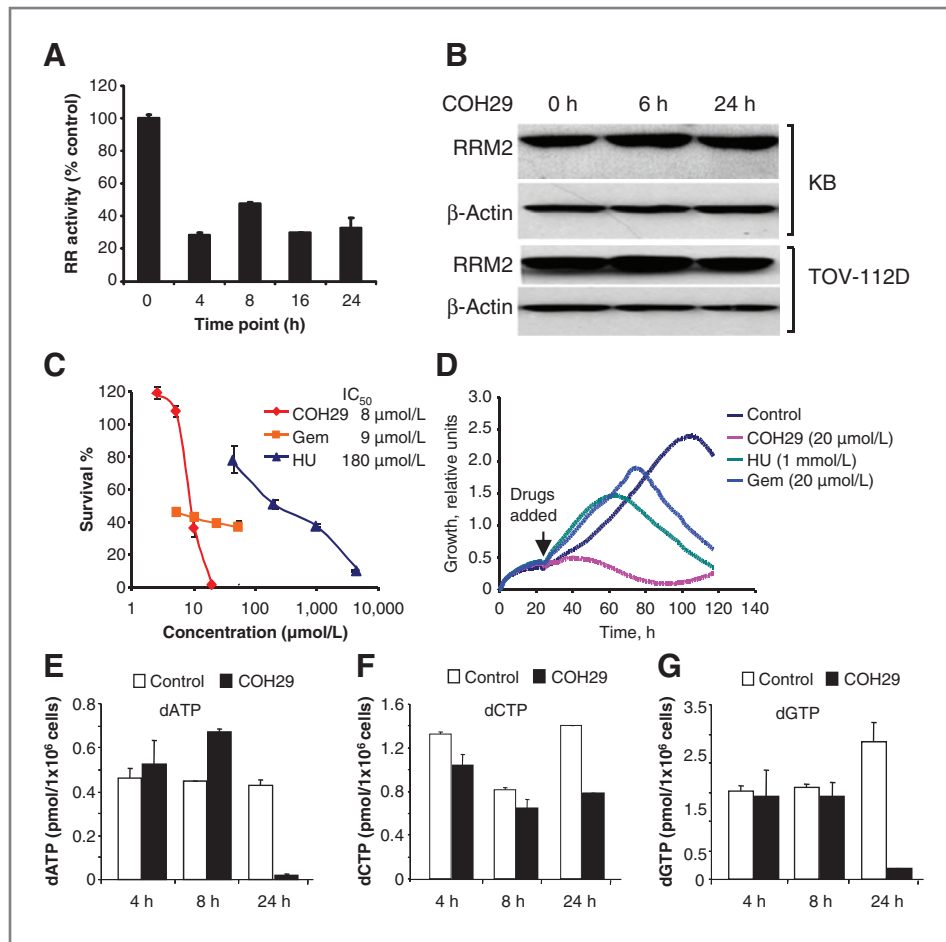 A
RR activity (% control)
120
100
80
60
40
20
0
0 4 8 16 24
Time point (h)
B
COH29 0 h 6 h 24 h
RRM2
β-Actin
KB
RRM2
β-Actin
TOV-112D
C
Survival %
120
100
80
60
40
20
0
IC50
COH29 8 µmol/L
Gem 9 µmol/L
HU 180 µmol/L
1 10 100 1,000 10,000
Concentration (µmol/L)
D
Growth, relative units
3.0
2.5
2.0
1.5
1.0
0.5
0
Drugs
added
Control
COH29 (20 µmol/L)
HU (1 mmol/L)
Gem (20 µmol/L)
0 20 40 60 80 100 120 140
Time, h
E
Control COH29
dATP
dATP (pmol/1x10⁶ cells)
0.8
0.6
0.4
0.2
0
4 h 8 h 24 h
F
Control COH29
dCTP
dCTP (pmol/1x10⁶ cells)
1.6
1.2
0.8
0.4
0
4 h 8 h 24 h
G
Control COH29
dGTP
dGTP (pmol/1x10⁶ cells)
3.5
2.5
1.5
0.5
0
4 h 8 h 24 h